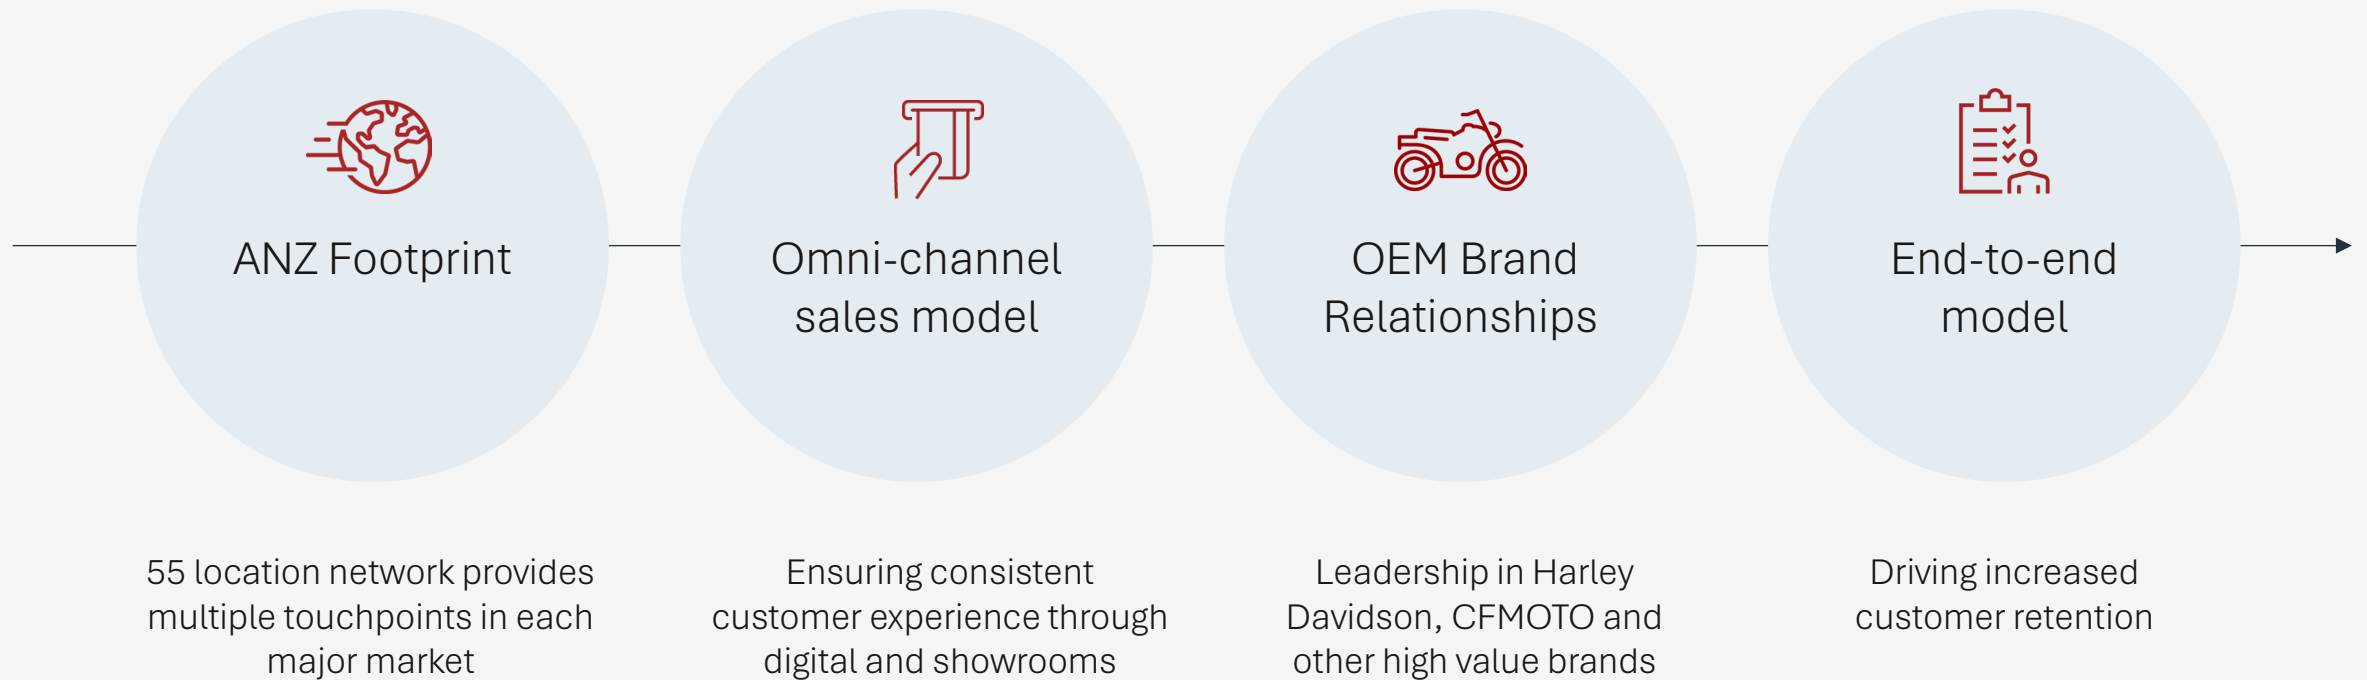 ANZ Footprint
Omni-channel
sales model
OEM Brand
Relationships
End-to-end
model
55 location network provides
multiple touchpoints in each
major market
Ensuring consistent
customer experience through
digital and showrooms
Leadership in Harley
Davidson, CFMOTO and
other high value brands
Driving increased
customer retention